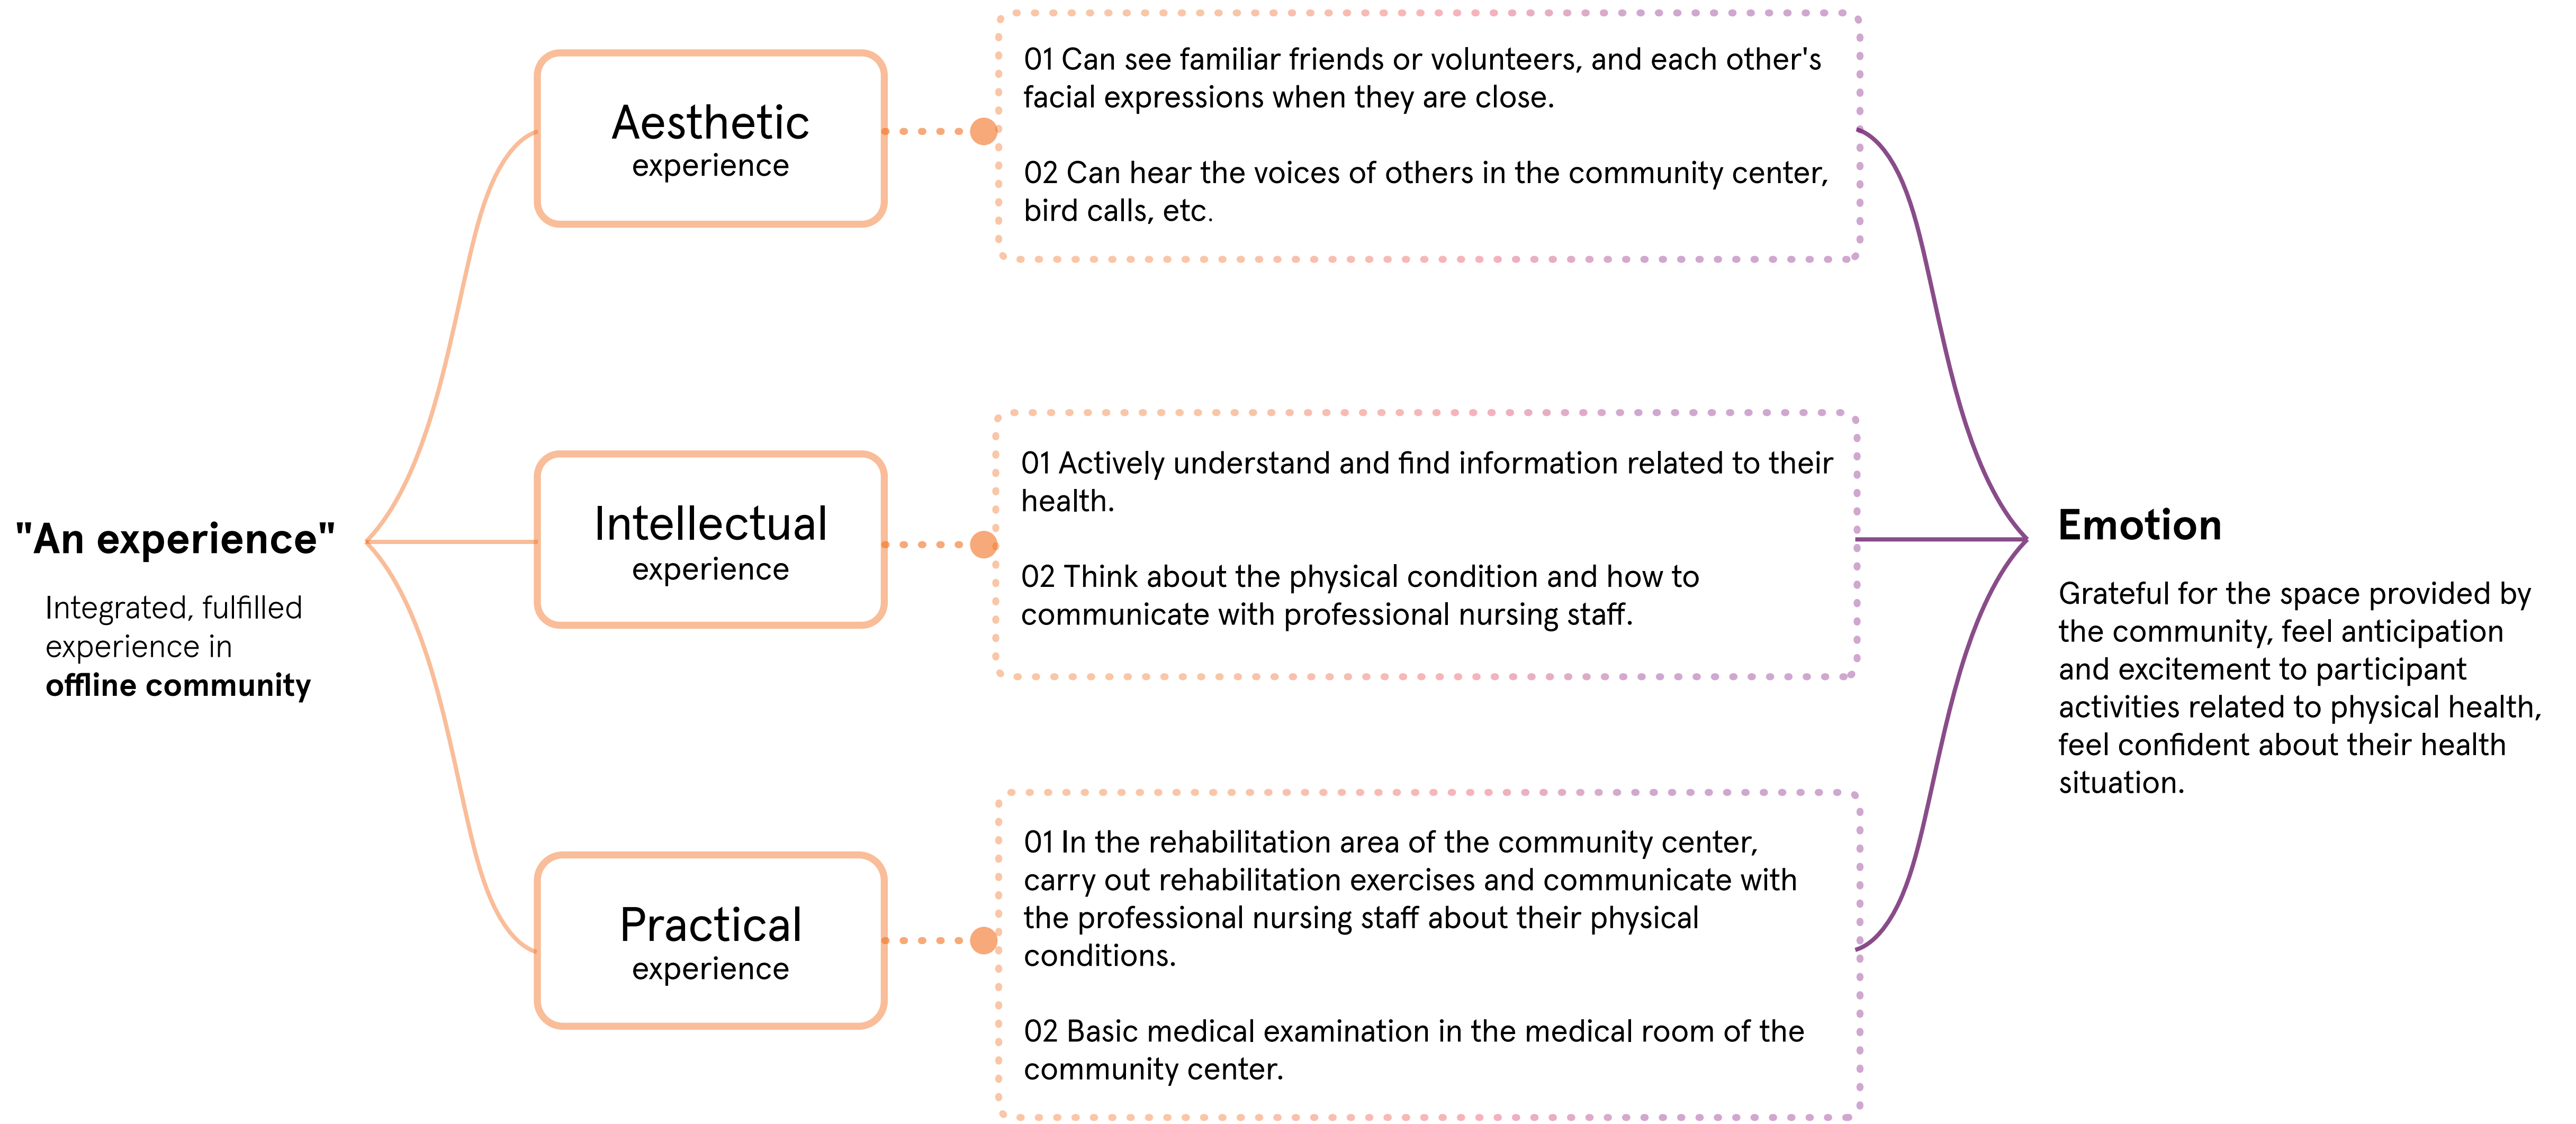 "An experience"
Integrated, fulfilled
experience in
offline community
Aesthetic
experience
01 Can see familiar friends or volunteers, and each other's
facial expressions when they are close.
02 Can hear the voices of others in the community center,
bird calls, etc.
Intellectual
experience
01 Actively understand and find information related to their
health.
02 Think about the physical condition and how to
communicate with professional nursing staff.
Practical
experience
01 In the rehabilitation area of the community center,
carry out rehabilitation exercises and communicate with
the professional nursing staff about their physical
conditions.
02 Basic medical examination in the medical room of the
community center.
Emotion
Grateful for the space provided by
the community, feel anticipation
and excitement to participant
activities related to physical health,
feel confident about their health
situation.